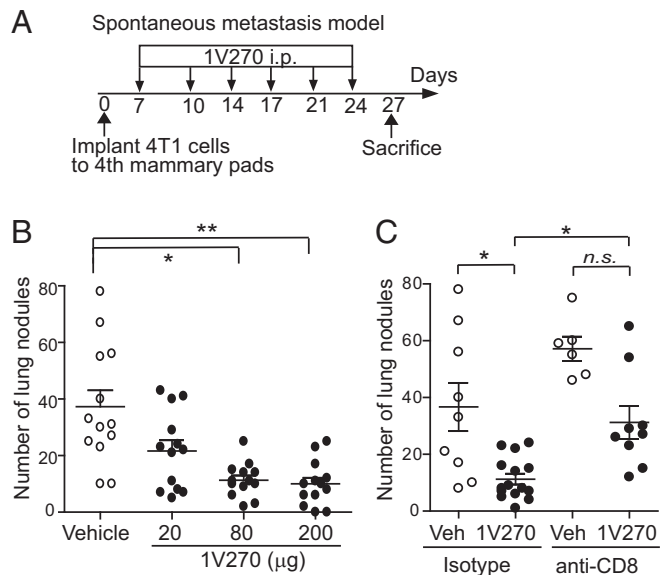 A
Spontaneous metastasis model
1V270 i.p.
Days
0 7 10 14 17 21 24 27
Implant 4T1 cells
to 4th mammary pads
Sacrifice
B
**
*
80
60
40
20
0
Number of lung nodules
Vehicle 20 80 200
1V270 (μg)
C
*
*
n.s.
80
60
40
20
0
Number of lung nodules
Veh 1V270 Veh 1V270
Isotype anti-CD8